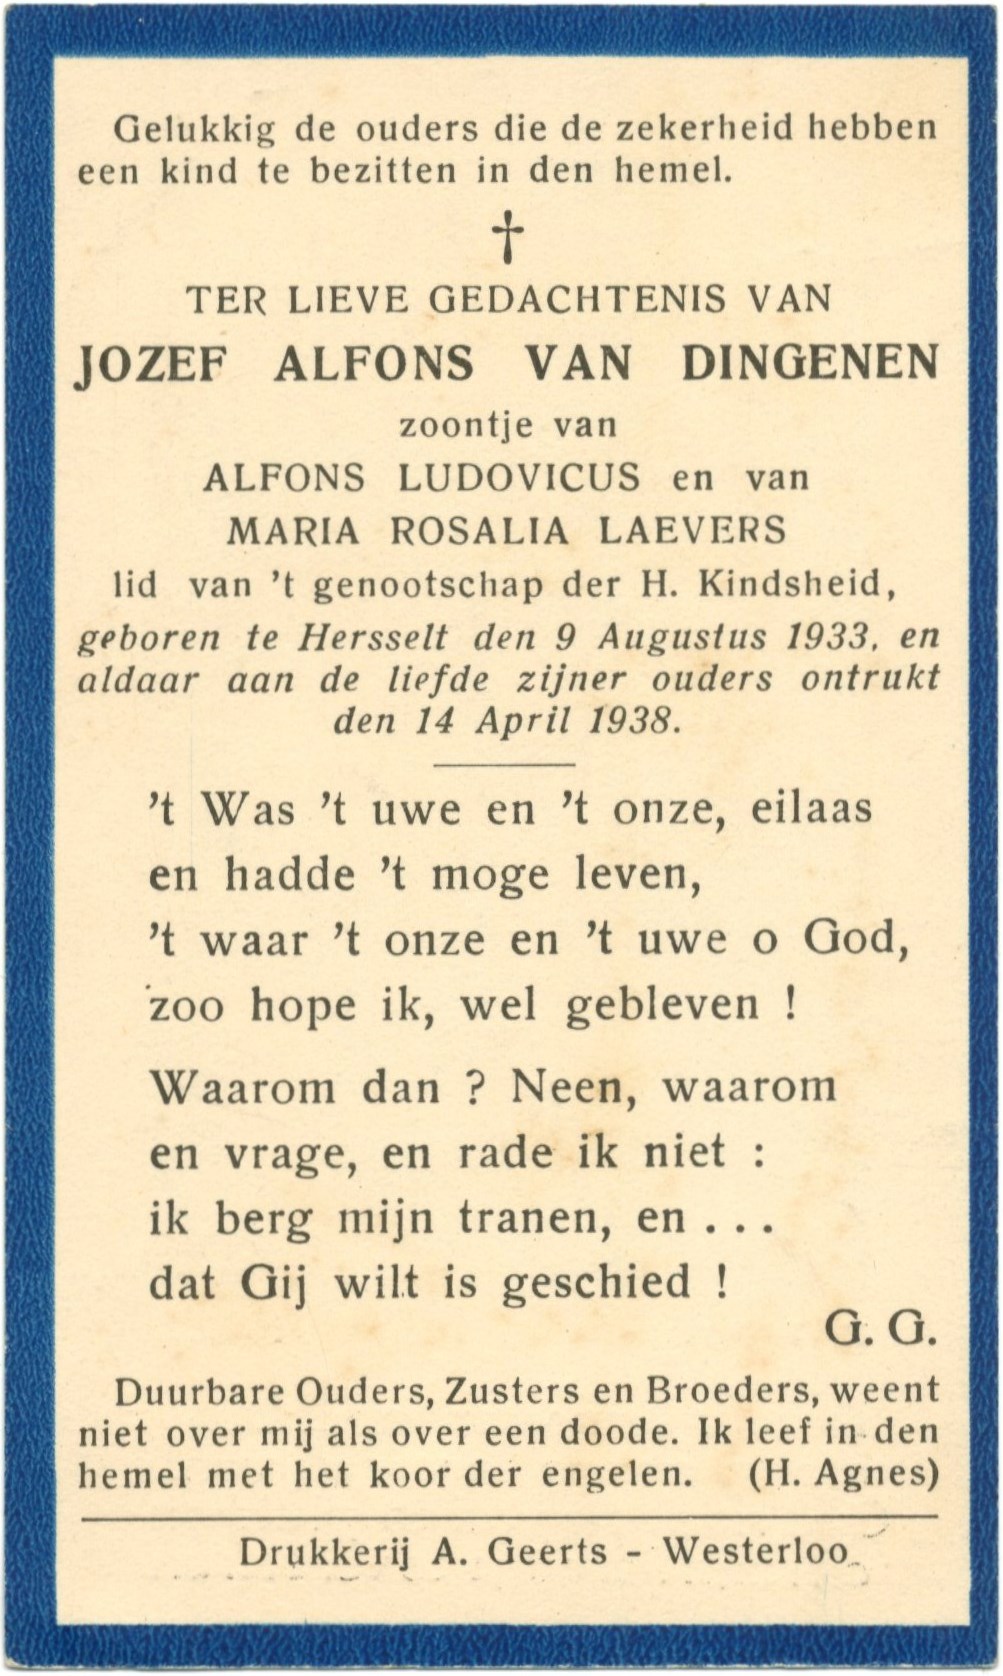 Gelukkig de ouders die de zekerheid hebben
een kind te bezitten in den hemel.
†
TER LIEVE GEDACHTENIS VAN
JOZEF ALFONS VAN DINGENEN
zoontje van
ALFONS LUDOVICUS en van
MARIA ROSALIA LAEVERS
lid van 't genootschap der H. Kindsheid,
geboren te Hersselt den 9 Augustus 1933, en
aldaar aan de liefde zijner ouders ontrukt
den 14 April 1938.
't Was 't uwe en 't onze, eilaas
en hadde 't moge leven,
't waar 't onze en 't uwe o God,
zoo hope ik, wel gebleven !
Waarom dan ? Neen, waarom
en vrage, en rade ik niet :
ik berg mijn tranen, en . . .
dat Gij wilt is geschied !
G. G.
Duurbare Ouders, Zusters en Broeders, weent
niet over mij als over een doode. Ik leef in den
hemel met het koor der engelen. (H. Agnes)
Drukkerij A. Geerts - Westerloo